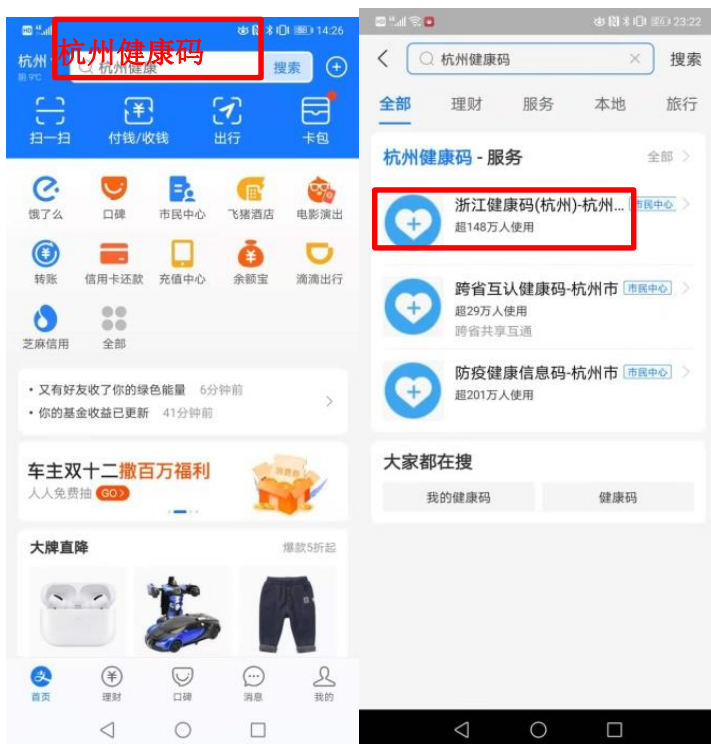 14:26
杭州
阴 9℃
杭州健康码
杭州健康
搜索
扫一扫
付钱/收钱
出行
卡包
饿了么
口碑
市民中心
飞猪酒店
电影演出
转账
信用卡还款
充值中心
余额宝
滴滴出行
芝麻信用
全部
• 又有好友收了你的绿色能量 6分钟前
• 你的基金收益已更新 41分钟前
车主双十二撒百万福利
人人免费抽 GO>
大牌直降
爆款5折起
首页
理财
口碑
消息
我的
23:22
杭州健康码
搜索
全部
理财
服务
本地
旅行
杭州健康码 - 服务
全部
浙江健康码(杭州)-杭州... 市民中心
超148万人使用
跨省互认健康码-杭州市 市民中心
超29万人使用
跨省共享互通
防疫健康信息码-杭州市 市民中心
超201万人使用
大家都在搜
我的健康码
健康码